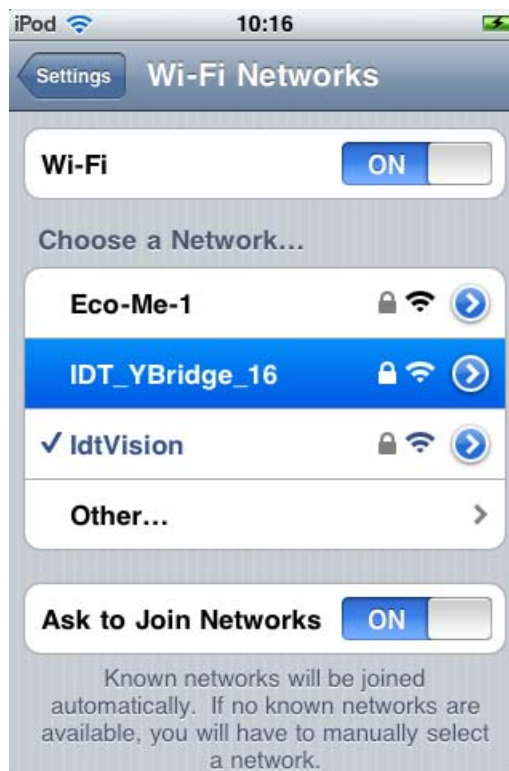 iPod 10:16
Settings Wi-Fi Networks
Wi-Fi ON
Choose a Network...
Eco-Me-1
IDT_YBridge_16
IdtVision
Other...
Ask to Join Networks ON
Known networks will be joined
automatically. If no known networks are
available, you will have to manually select
a network.